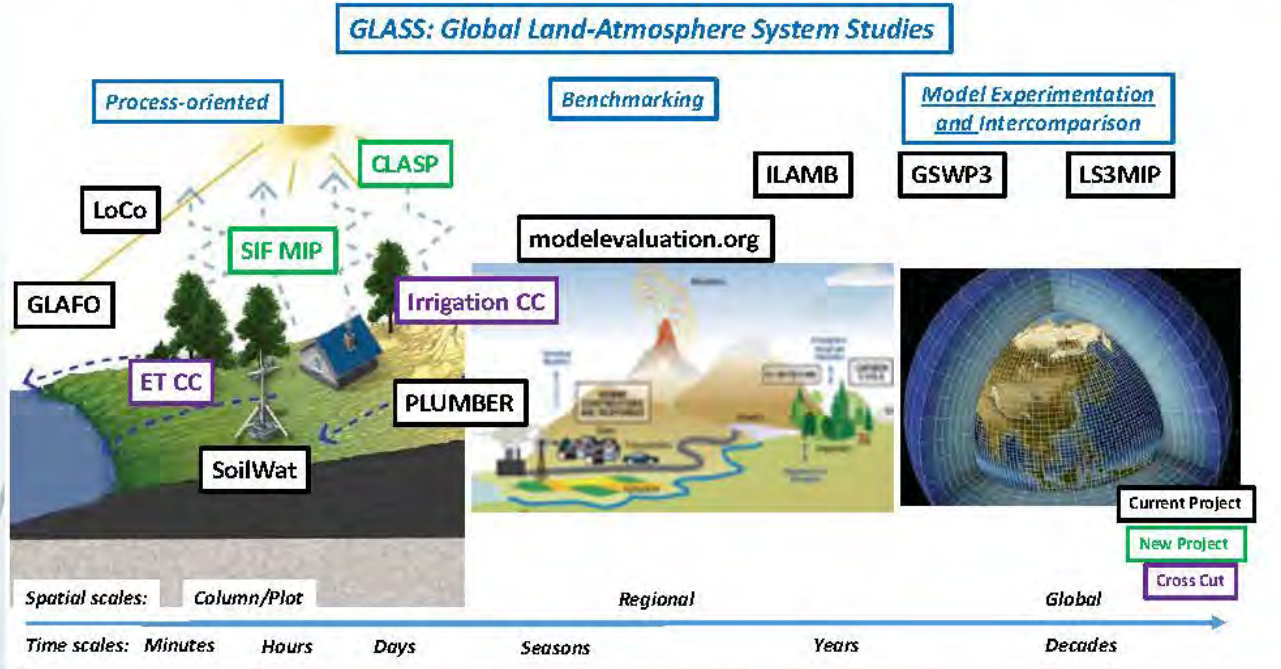 GLASS: Global Land-Atmosphere System Studies
Process-oriented
Benchmarking
Model Experimentation
and Intercomparison
CLASP
ILAMB
GSWP3
LS3MIP
LoCo
SIF MIP
modelevaluation.org
GLAFO
Irrigation CC
ET CC
PLUMBER
SoilWat
Current Project
New Project
Cross Cut
Spatial scales: Column/Plot Regional Global
Time scales: Minutes Hours Days Seasons Years Decades